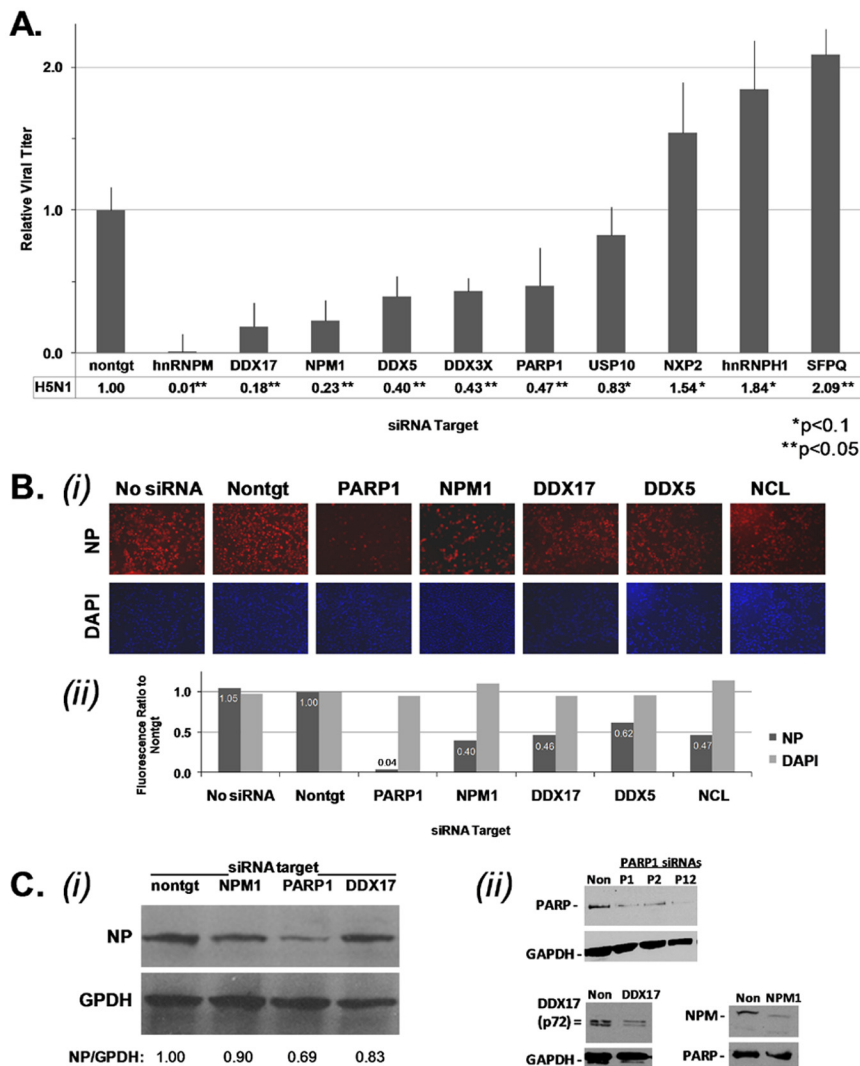 A.
2.0
1.0
0.0
Relative Viral Titer
nontgt hnRNPM DDX17 NPM1 DDX5 DDX3X PARP1 USP10 NXP2 hnRNPH1 SFPQ
H5N1 1.00 0.01** 0.18** 0.23** 0.40** 0.43** 0.47** 0.83* 1.54* 1.84* 2.09**
siRNA Target
*p<0.1
**p<0.05
B. (i)
No siRNA Nontgt PARP1 NPM1 DDX17 DDX5 NCL
NP
DAPI
(ii)
Fluorescence Ratio to
Nontgt
1.0
0.5
0.0
1.05 1.00 0.04 0.40 0.46 0.62 0.47
NP
DAPI
No siRNA Nontgt PARP1 NPM1 DDX17 DDX5 NCL
siRNA Target
C. (i)
siRNA target
nontgt NPM1 PARP1 DDX17
NP
GPDH
NP/GPDH: 1.00 0.90 0.69 0.83
(ii)
PARP1 siRNAs
Non P1 P2 P12
PARP -
GAPDH -
Non DDX17
DDX17
(p72) =
GAPDH -
Non NPM1
NPM -
PARP -